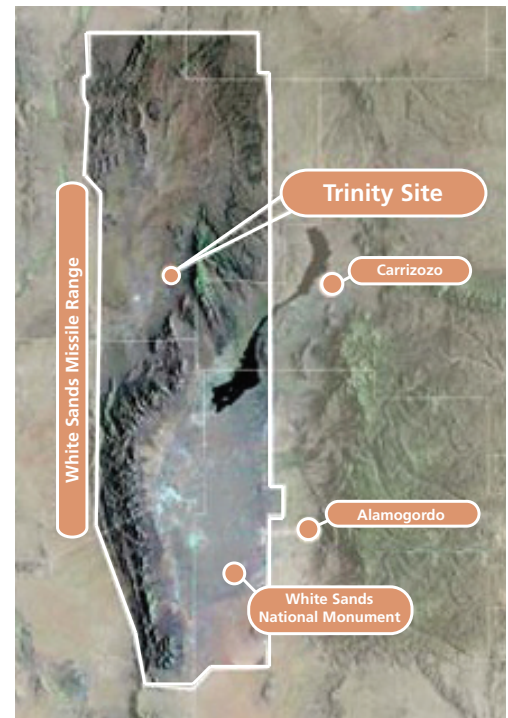 Trinity Site
Carrizozo
White Sands Missile Range
Alamogordo
White Sands
National Monument